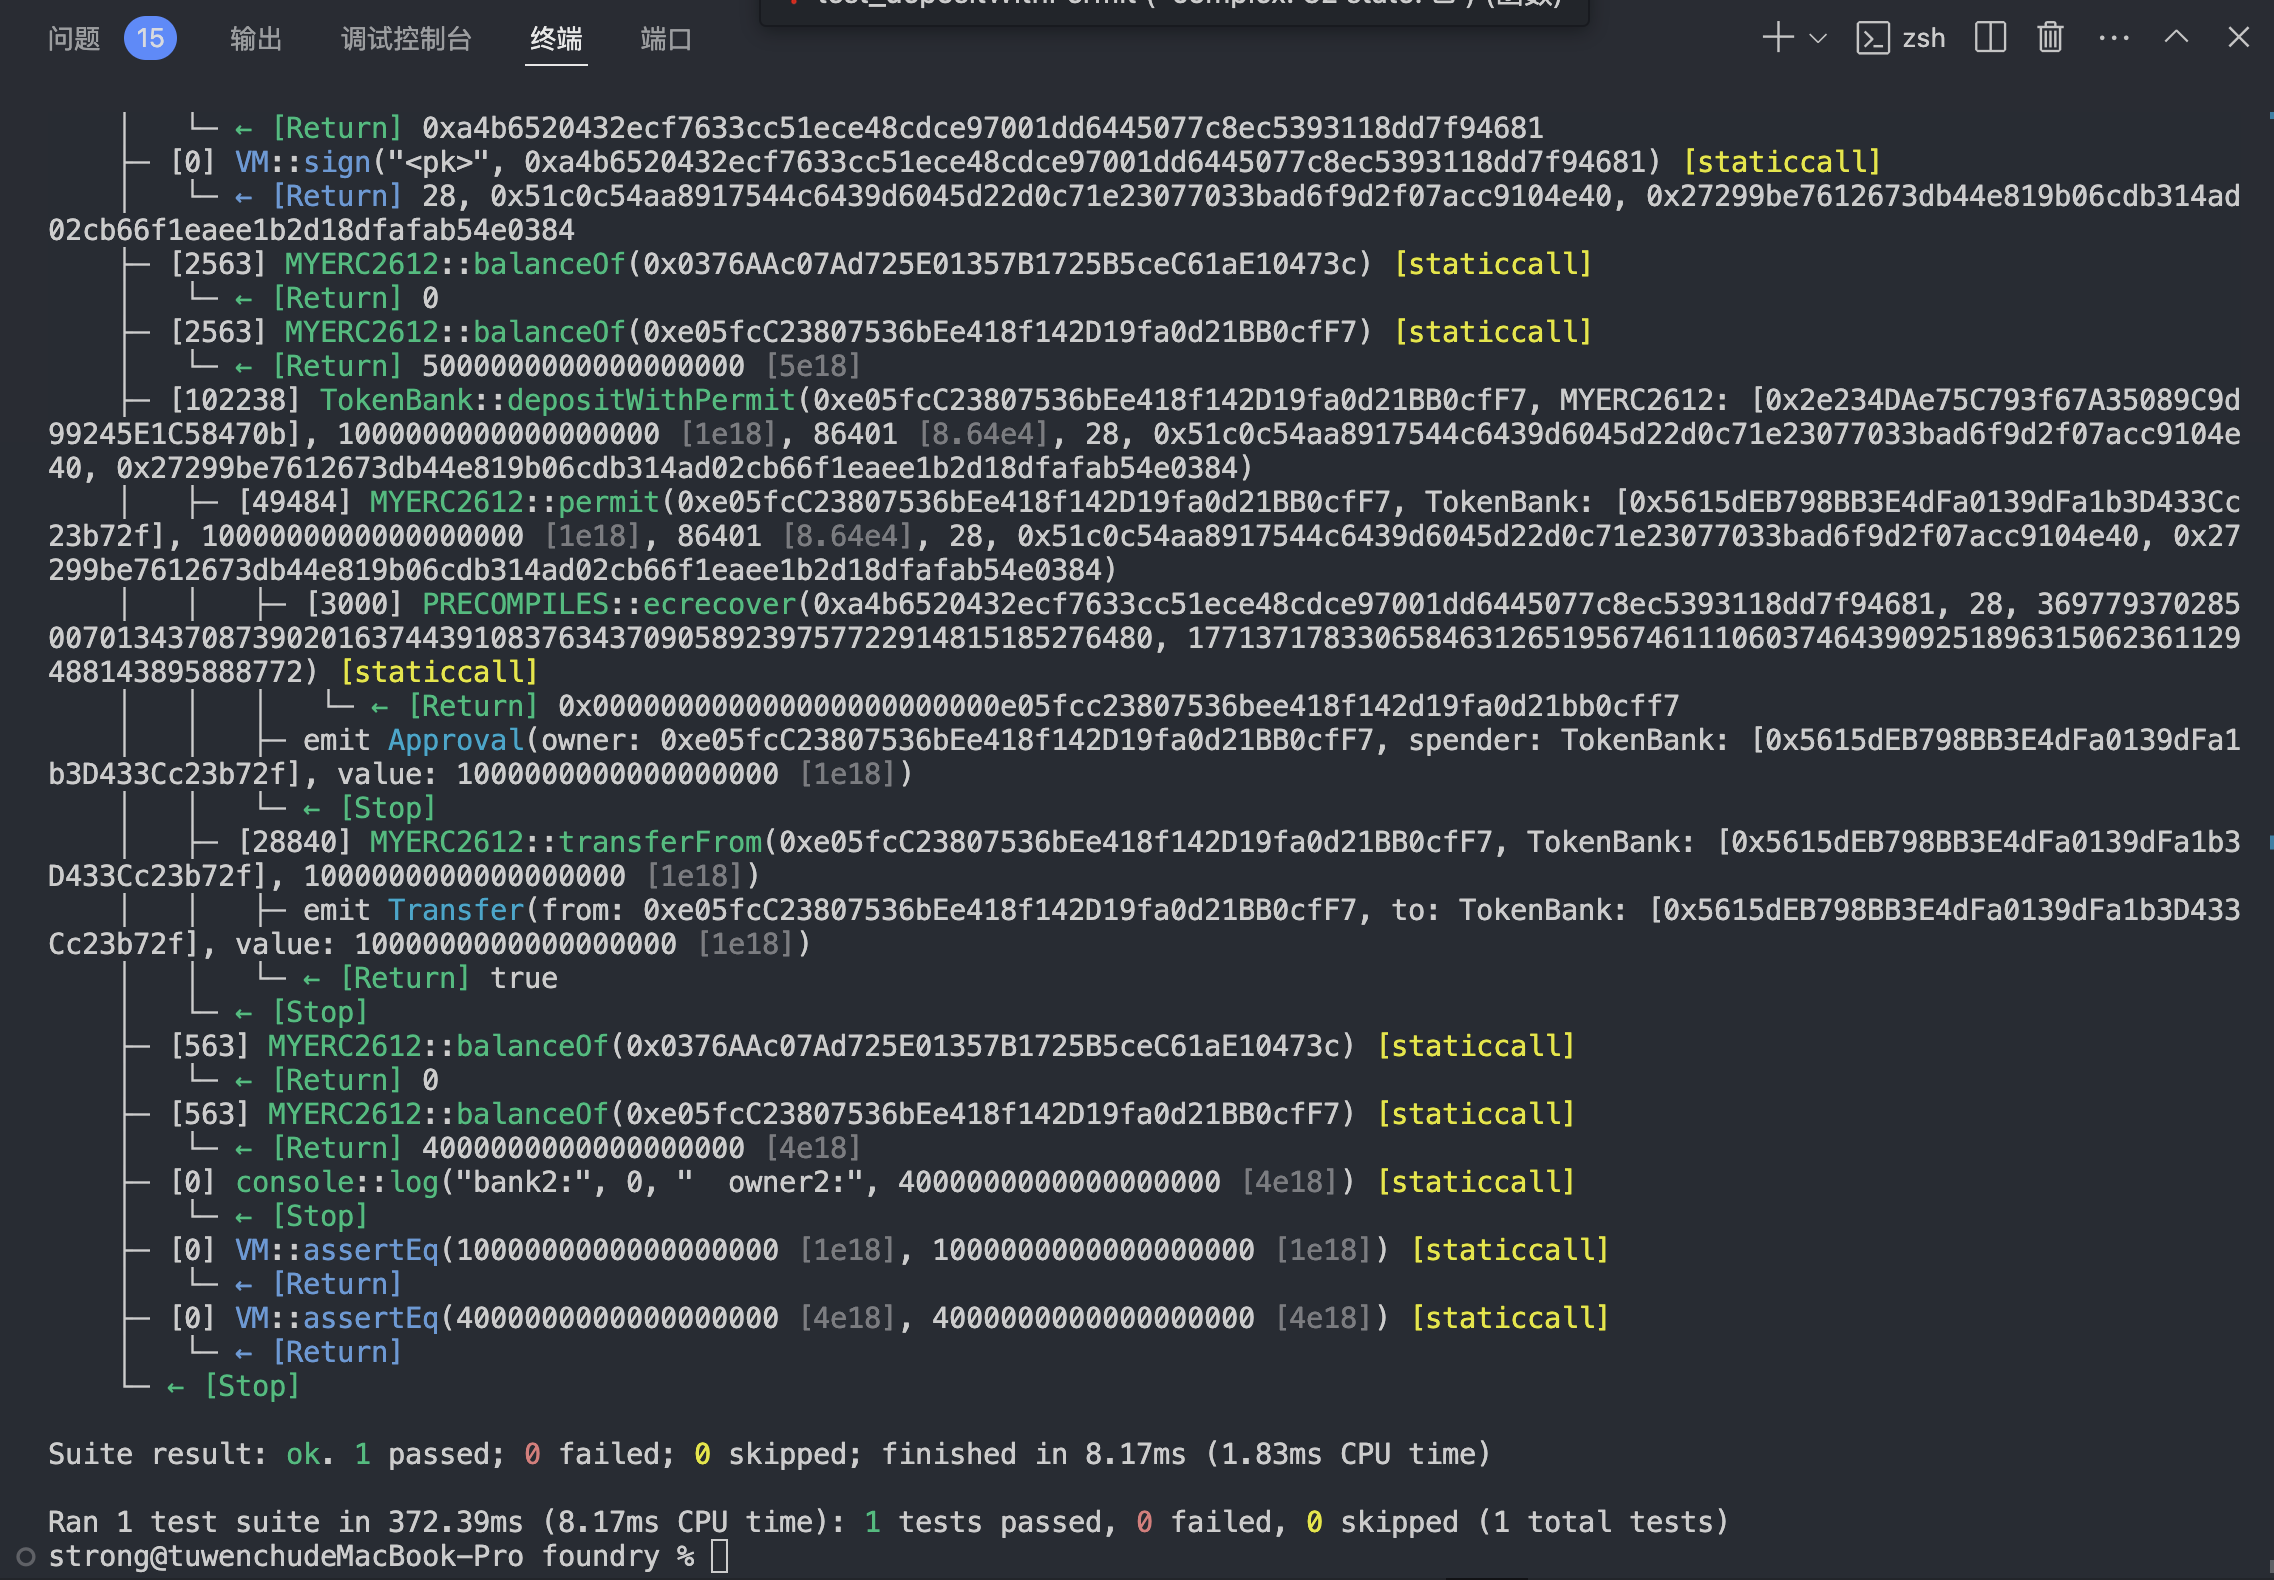 问题 15 输出 调试控制台 终端 端口 zsh
│   │   └─ ← [Return] 0xa4b6520432ecf7633cc51ece48cdce97001dd6445077c8ec5393118dd7f94681
├─ [0] VM::sign("<pk>", 0xa4b6520432ecf7633cc51ece48cdce97001dd6445077c8ec5393118dd7f94681) [staticcall]
│   └─ ← [Return] 28, 0x51c0c54aa8917544c6439d6045d22d0c71e23077033bad6f9d2f07acc9104e40, 0x27299be7612673db44e819b06cdb314ad
02cb66f1eaee1b2d18dfafab54e0384
├─ [2563] MYERC2612::balanceOf(0x0376AAc07Ad725E01357B1725B5ceC61aE10473c) [staticcall]
│   └─ ← [Return] 0
├─ [2563] MYERC2612::balanceOf(0xe05fcC23807536bEe418f142D19fa0d21BB0cfF7) [staticcall]
│   └─ ← [Return] 5000000000000000000 [5e18]
├─ [102238] TokenBank::depositWithPermit(0xe05fcC23807536bEe418f142D19fa0d21BB0cfF7, MYERC2612: [0x2e234DAe75C793f67A35089C9d
99245E1C58470b], 1000000000000000000 [1e18], 86401 [8.64e4], 28, 0x51c0c54aa8917544c6439d6045d22d0c71e23077033bad6f9d2f07acc9104e
40, 0x27299be7612673db44e819b06cdb314ad02cb66f1eaee1b2d18dfafab54e0384)
│   ├─ [49484] MYERC2612::permit(0xe05fcC23807536bEe418f142D19fa0d21BB0cfF7, TokenBank: [0x5615dEB798BB3E4dFa0139dFa1b3D433Cc
23b72f], 1000000000000000000 [1e18], 86401 [8.64e4], 28, 0x51c0c54aa8917544c6439d6045d22d0c71e23077033bad6f9d2f07acc9104e40, 0x27
299be7612673db44e819b06cdb314ad02cb66f1eaee1b2d18dfafab54e0384)
│   │   ├─ [3000] PRECOMPILES::ecrecover(0xa4b6520432ecf7633cc51ece48cdce97001dd6445077c8ec5393118dd7f94681, 28, 369779370285
00701343708739020163744391083763437090589239757722914815185276480, 17713717833065846312651956746111060374643909251896315062361129
488143895888772) [staticcall]
│   │   │   └─ ← [Return] 0x000000000000000000000000e05fcc23807536bee418f142d19fa0d21bb0cff7
│   │   ├─ emit Approval(owner: 0xe05fcC23807536bEe418f142D19fa0d21BB0cfF7, spender: TokenBank: [0x5615dEB798BB3E4dFa0139dFa1
b3D433Cc23b72f], value: 1000000000000000000 [1e18])
│   │   └─ ← [Stop]
│   ├─ [28840] MYERC2612::transferFrom(0xe05fcC23807536bEe418f142D19fa0d21BB0cfF7, TokenBank: [0x5615dEB798BB3E4dFa0139dFa1b3
D433Cc23b72f], 1000000000000000000 [1e18])
│   │   ├─ emit Transfer(from: 0xe05fcC23807536bEe418f142D19fa0d21BB0cfF7, to: TokenBank: [0x5615dEB798BB3E4dFa0139dFa1b3D433
Cc23b72f], value: 1000000000000000000 [1e18])
│   │   └─ ← [Return] true
│   └─ ← [Stop]
├─ [563] MYERC2612::balanceOf(0x0376AAc07Ad725E01357B1725B5ceC61aE10473c) [staticcall]
│   └─ ← [Return] 0
├─ [563] MYERC2612::balanceOf(0xe05fcC23807536bEe418f142D19fa0d21BB0cfF7) [staticcall]
│   └─ ← [Return] 4000000000000000000 [4e18]
├─ [0] console::log("bank2:", 0, "  owner2:", 4000000000000000000 [4e18]) [staticcall]
│   └─ ← [Stop]
├─ [0] VM::assertEq(1000000000000000000 [1e18], 1000000000000000000 [1e18]) [staticcall]
│   └─ ← [Return]
├─ [0] VM::assertEq(4000000000000000000 [4e18], 4000000000000000000 [4e18]) [staticcall]
│   └─ ← [Return]
└─ ← [Stop]
Suite result: ok. 1 passed; 0 failed; 0 skipped; finished in 8.17ms (1.83ms CPU time)
Ran 1 test suite in 372.39ms (8.17ms CPU time): 1 tests passed, 0 failed, 0 skipped (1 total tests)
strong@tuwenchudeMacBook-Pro foundry %